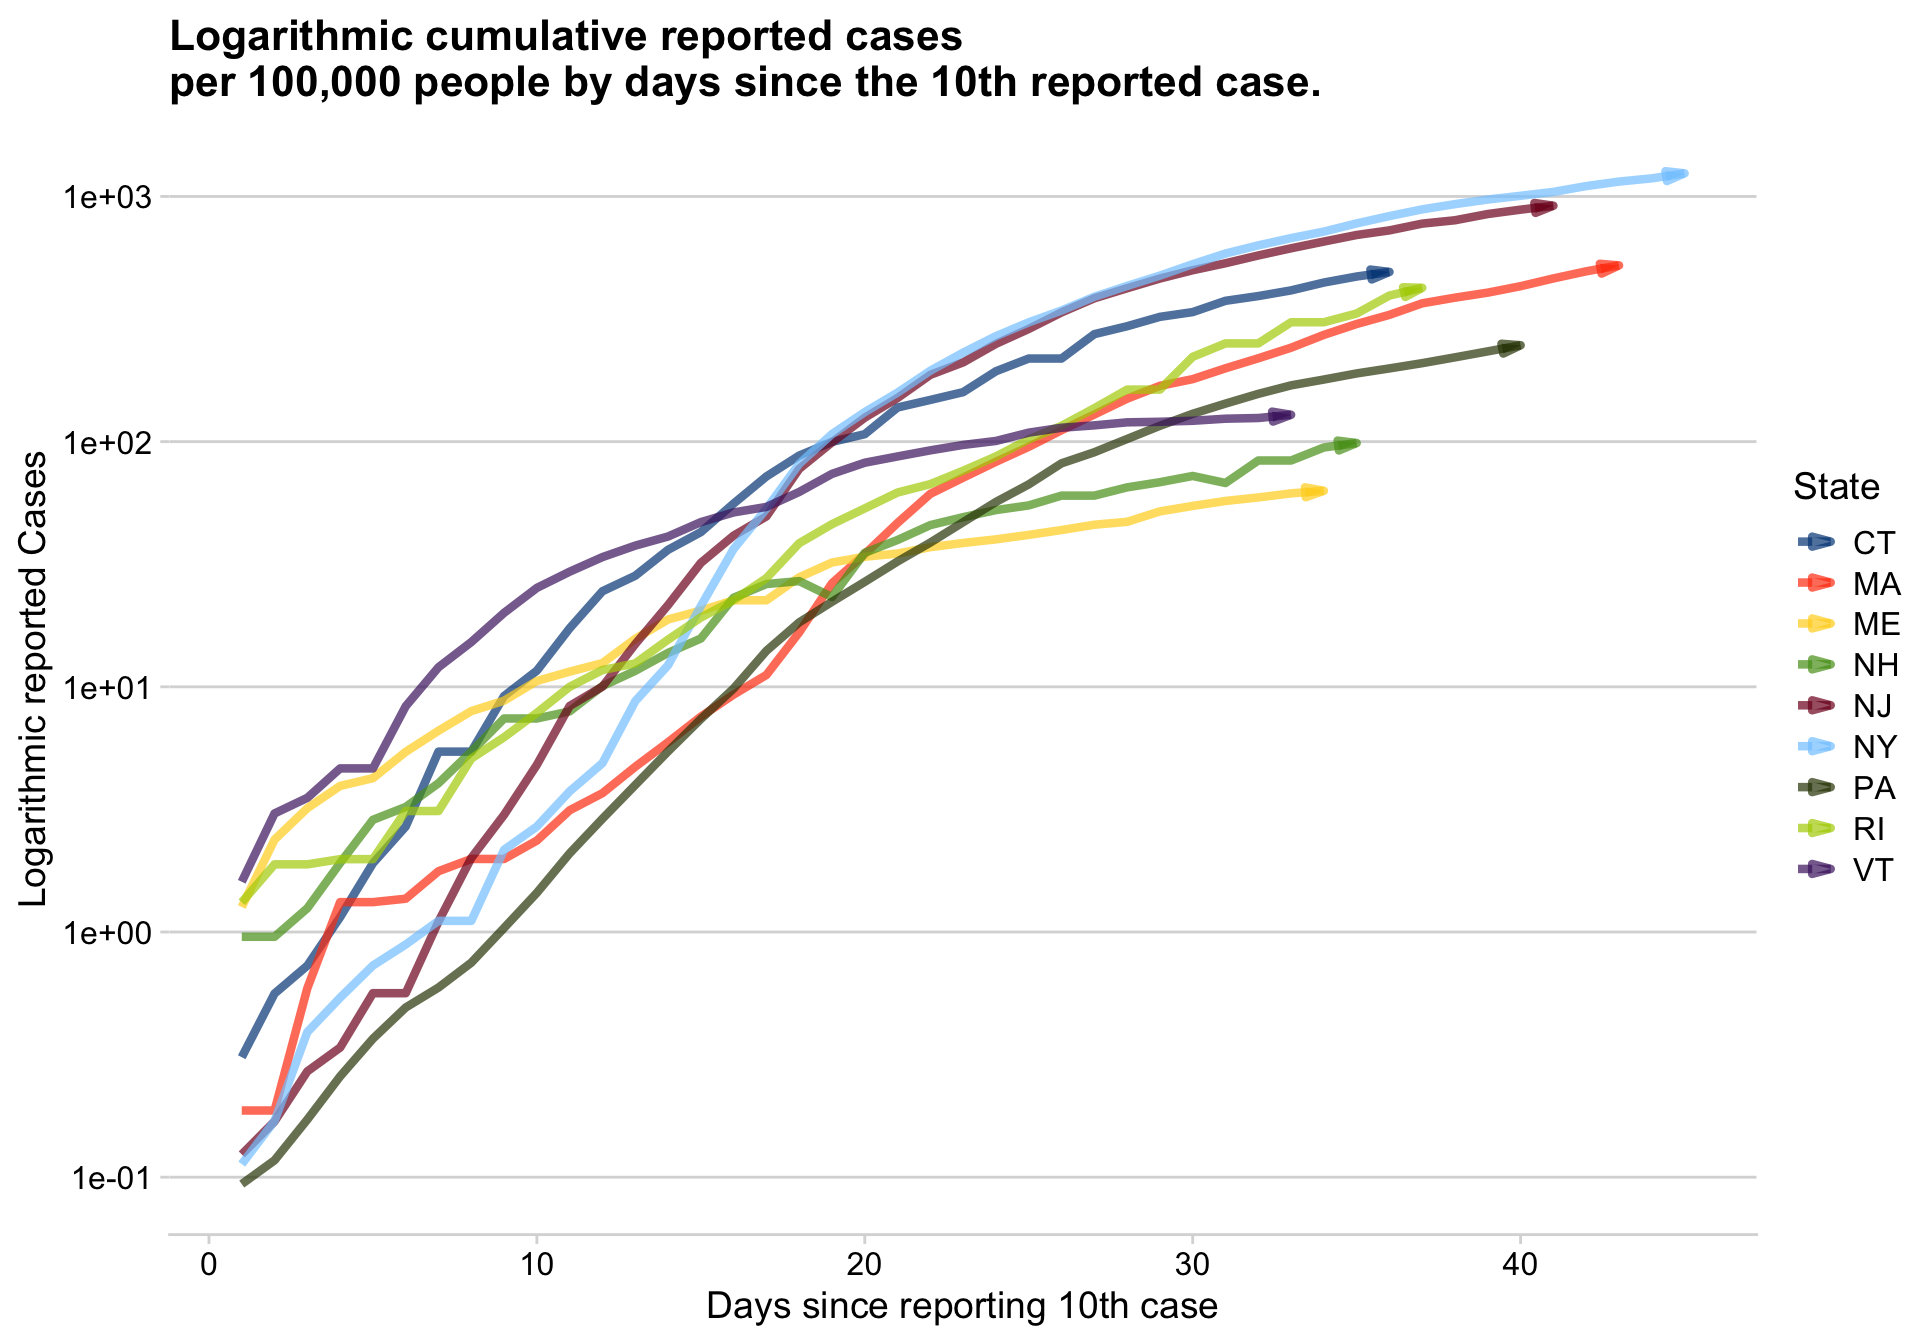 Logarithmic cumulative reported cases
per 100,000 people by days since the 10th reported case.
Logarithmic reported Cases
1e+03
1e+02
1e+01
1e+00
1e-01
0
10
20
30
40
Days since reporting 10th case
State
CT
MA
ME
NH
NJ
NY
PA
RI
VT